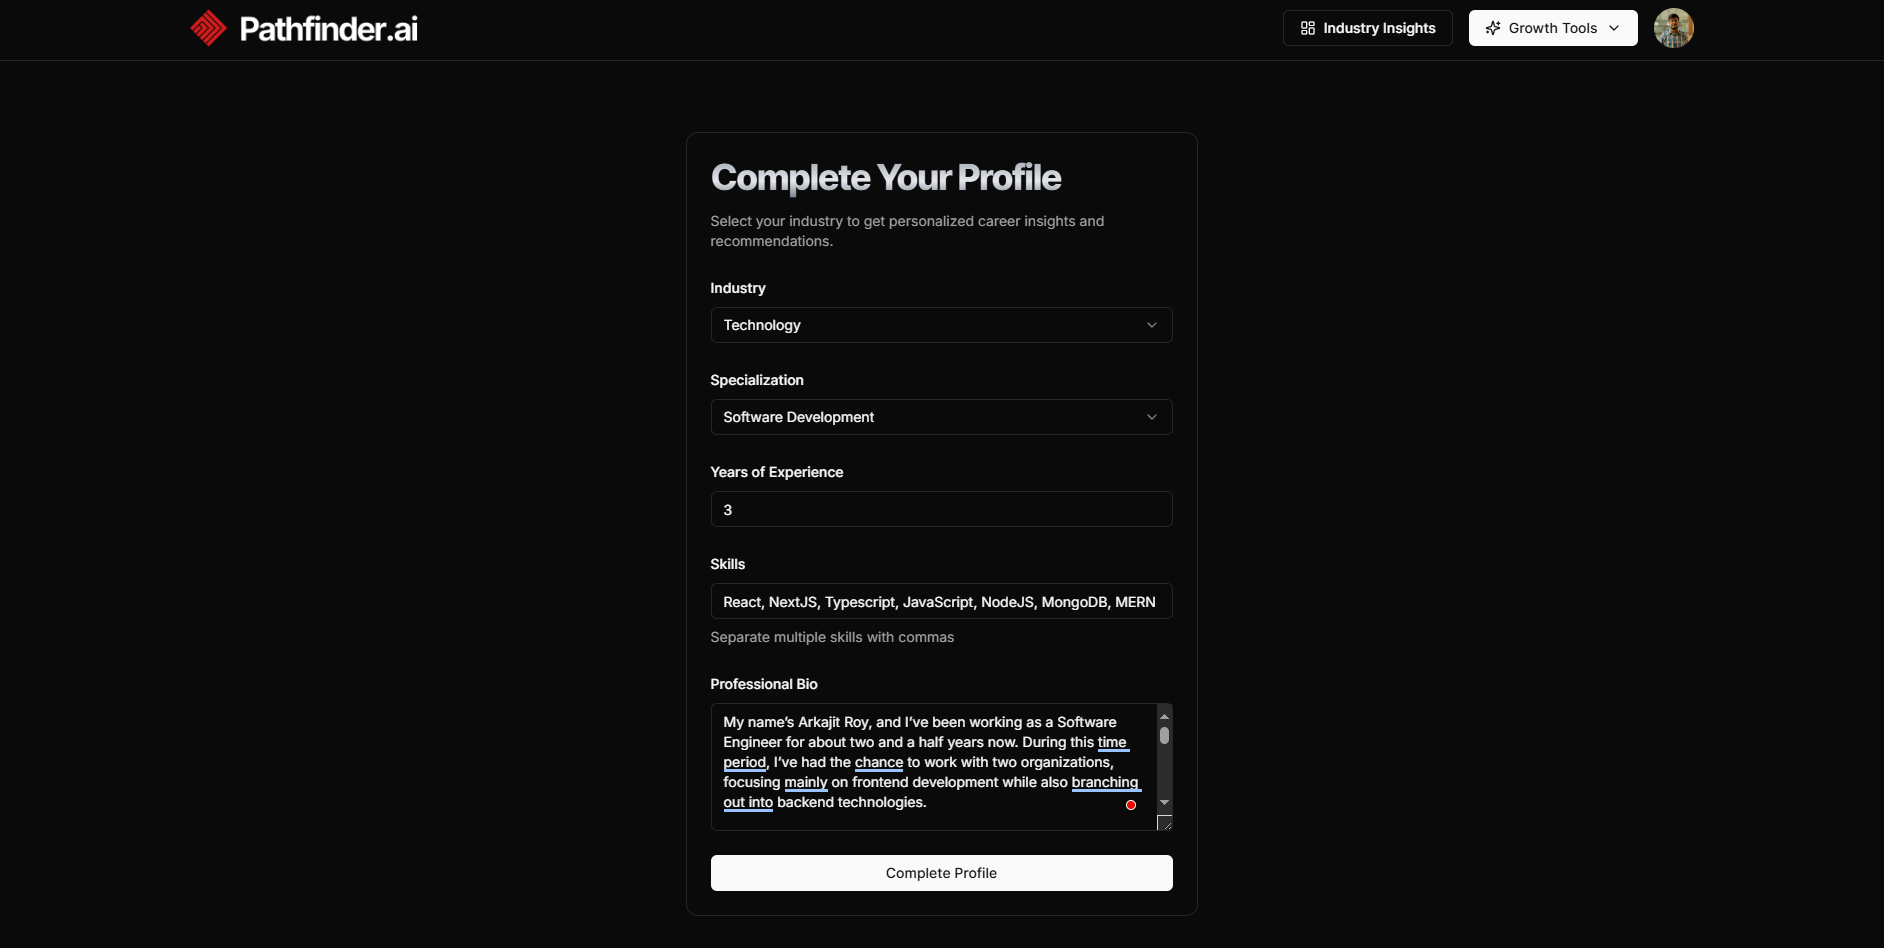 Pathfinder.ai
Industry Insights
Growth Tools
Complete Your Profile
Select your industry to get personalized career insights and
recommendations.
Industry
Technology
Specialization
Software Development
Years of Experience
3
Skills
React, NextJS, Typescript, JavaScript, NodeJS, MongoDB, MERN
Separate multiple skills with commas
Professional Bio
My name’s Arkajit Roy, and I’ve been working as a Software
Engineer for about two and a half years now. During this time
period, I’ve had the chance to work with two organizations,
focusing mainly on frontend development while also branching
out into backend technologies.
Complete Profile